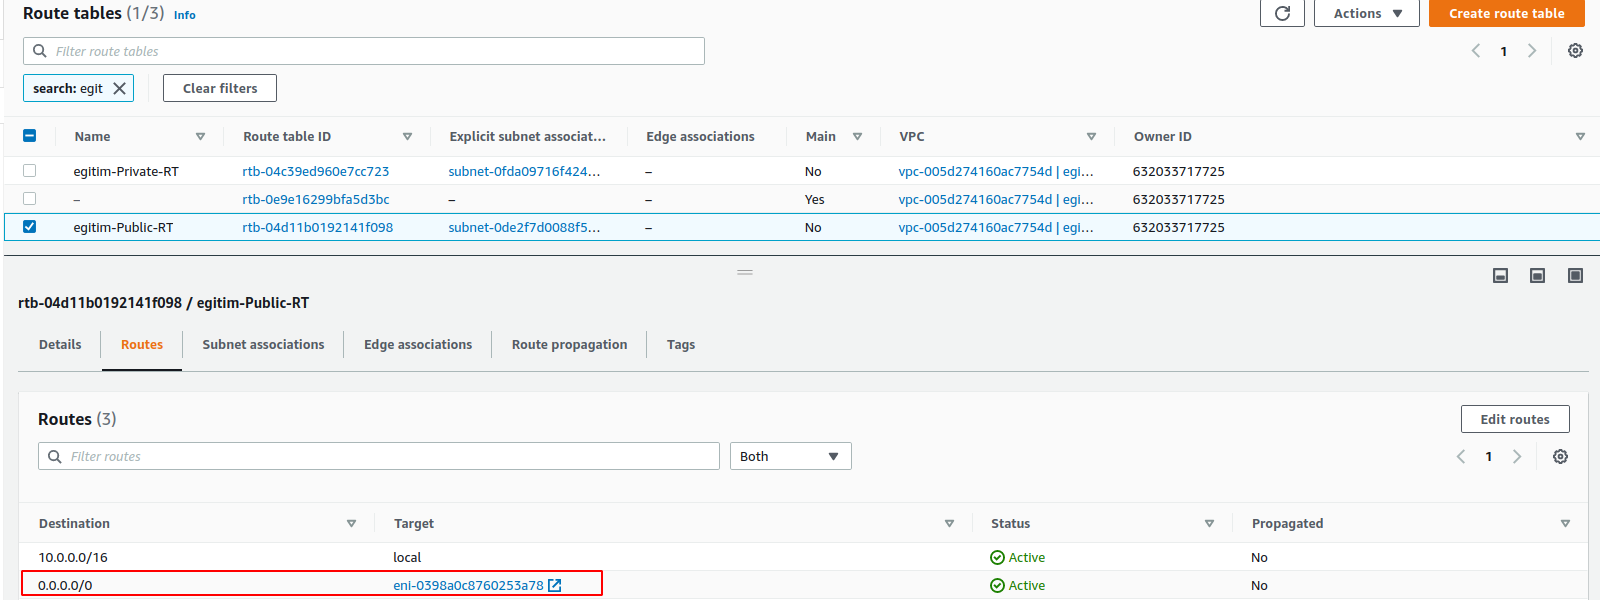 Route tables (1/3) Info
Actions
Create route table
Filter route tables
1
search: egit
Clear filters
Name Route table ID Explicit subnet associat... Edge associations Main VPC Owner ID
egitim-Private-RT rtb-04c39ed960e7cc723 subnet-0fda09716f424... – No vpc-005d274160ac7754d | egi... 632033717725
– rtb-0e9e16299bfa5d3bc – – Yes vpc-005d274160ac7754d | egi... 632033717725
egitim-Public-RT rtb-04d11b0192141f098 subnet-0de2f7d0088f5... – No vpc-005d274160ac7754d | egi... 632033717725
rtb-04d11b0192141f098 / egitim-Public-RT
Details Routes Subnet associations Edge associations Route propagation Tags
Routes (3)
Edit routes
Filter routes
Both
1
Destination Target Status Propagated
10.0.0.0/16 local Active No
0.0.0.0/0 eni-0398a0c8760253a78 Active No